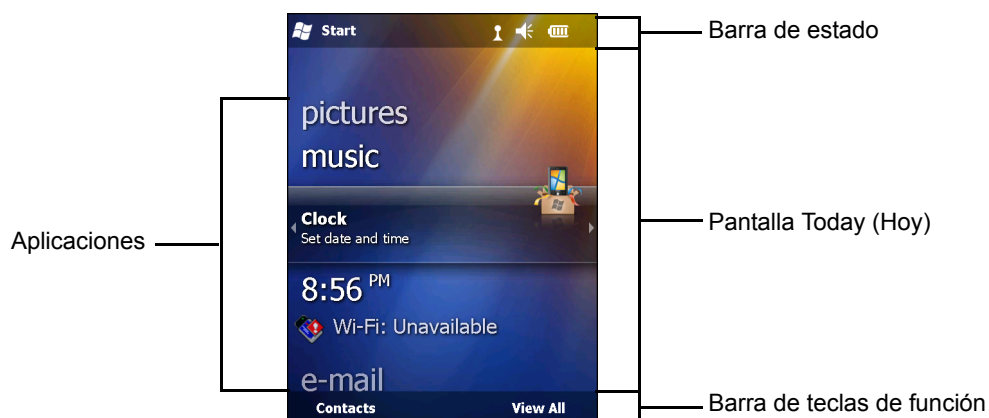 Start
Barra de estado
pictures
music
Clock
Set date and time
Aplicaciones
Pantalla Today (Hoy)
8:56 PM
Wi-Fi: Unavailable
e-mail
Contacts
View All
Barra de teclas de función